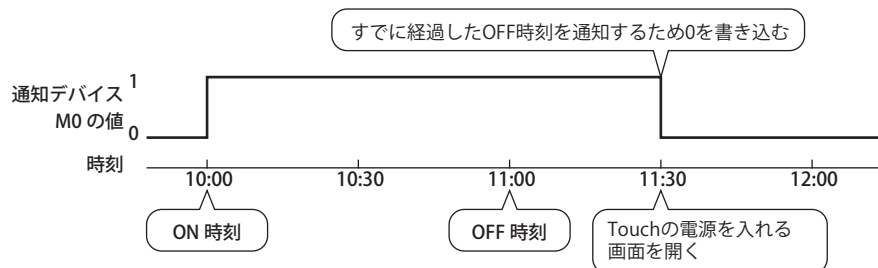 すでに経過したOFF時刻を通知するため0を書き込む
通知デバイス
M0 の値
1
0
時刻
10:00
10:30
11:00
11:30
12:00
ON 時刻
OFF 時刻
Touchの電源を入れる
画面を開く